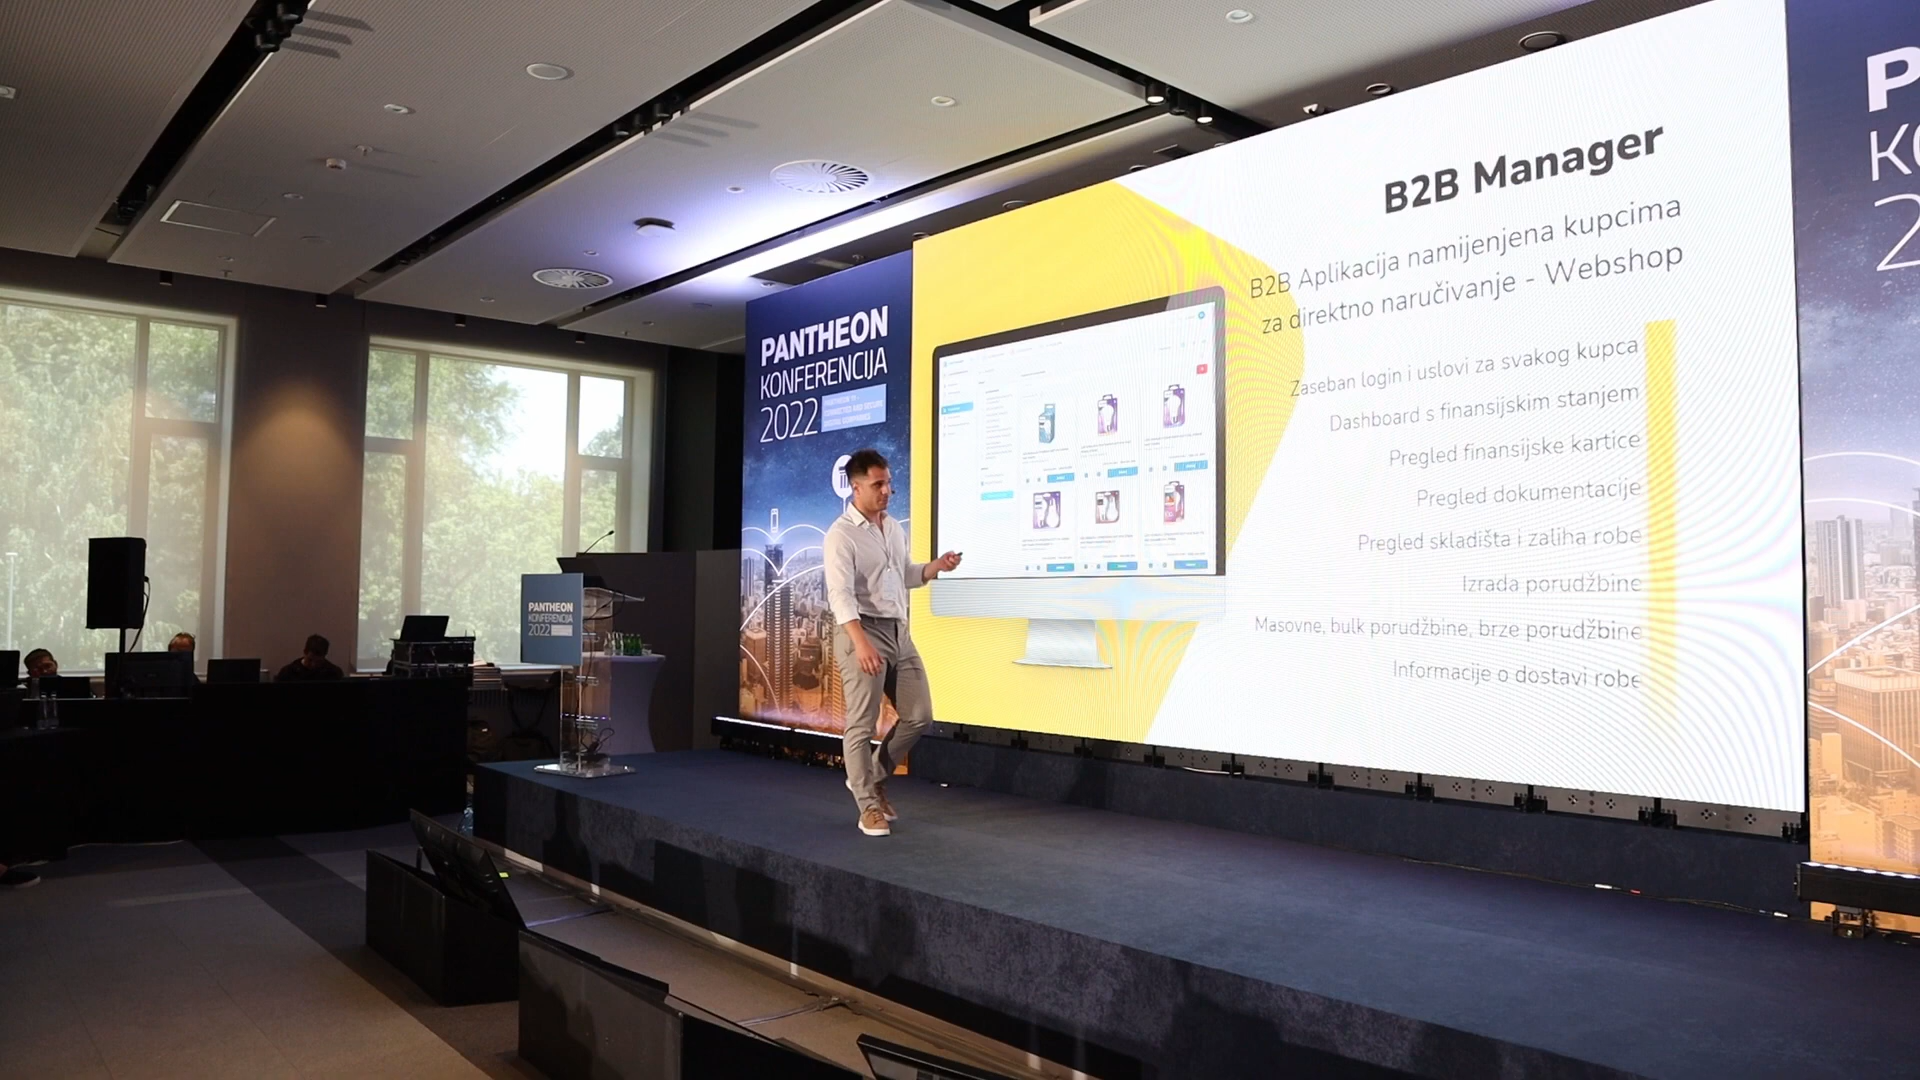 B2B Manager
B2B Aplikacija namijenjena kupcima
za direktno naručivanje - Webshop
Zaseban login i uslovi za svakog kupca
Dashboard s finansijskim stanjem
Pregled finansijske kartice
Pregled dokumentacije
Pregled skladišta i zaliha robe
Izrada porudžbine
Masovne, bulk porudžbine, brze porudžbine
Informacije o dostavi robe
PANTHEON
KONFERENCIJA
2022
PANTHEON
KONFERENCIJA
2022
P
K
2